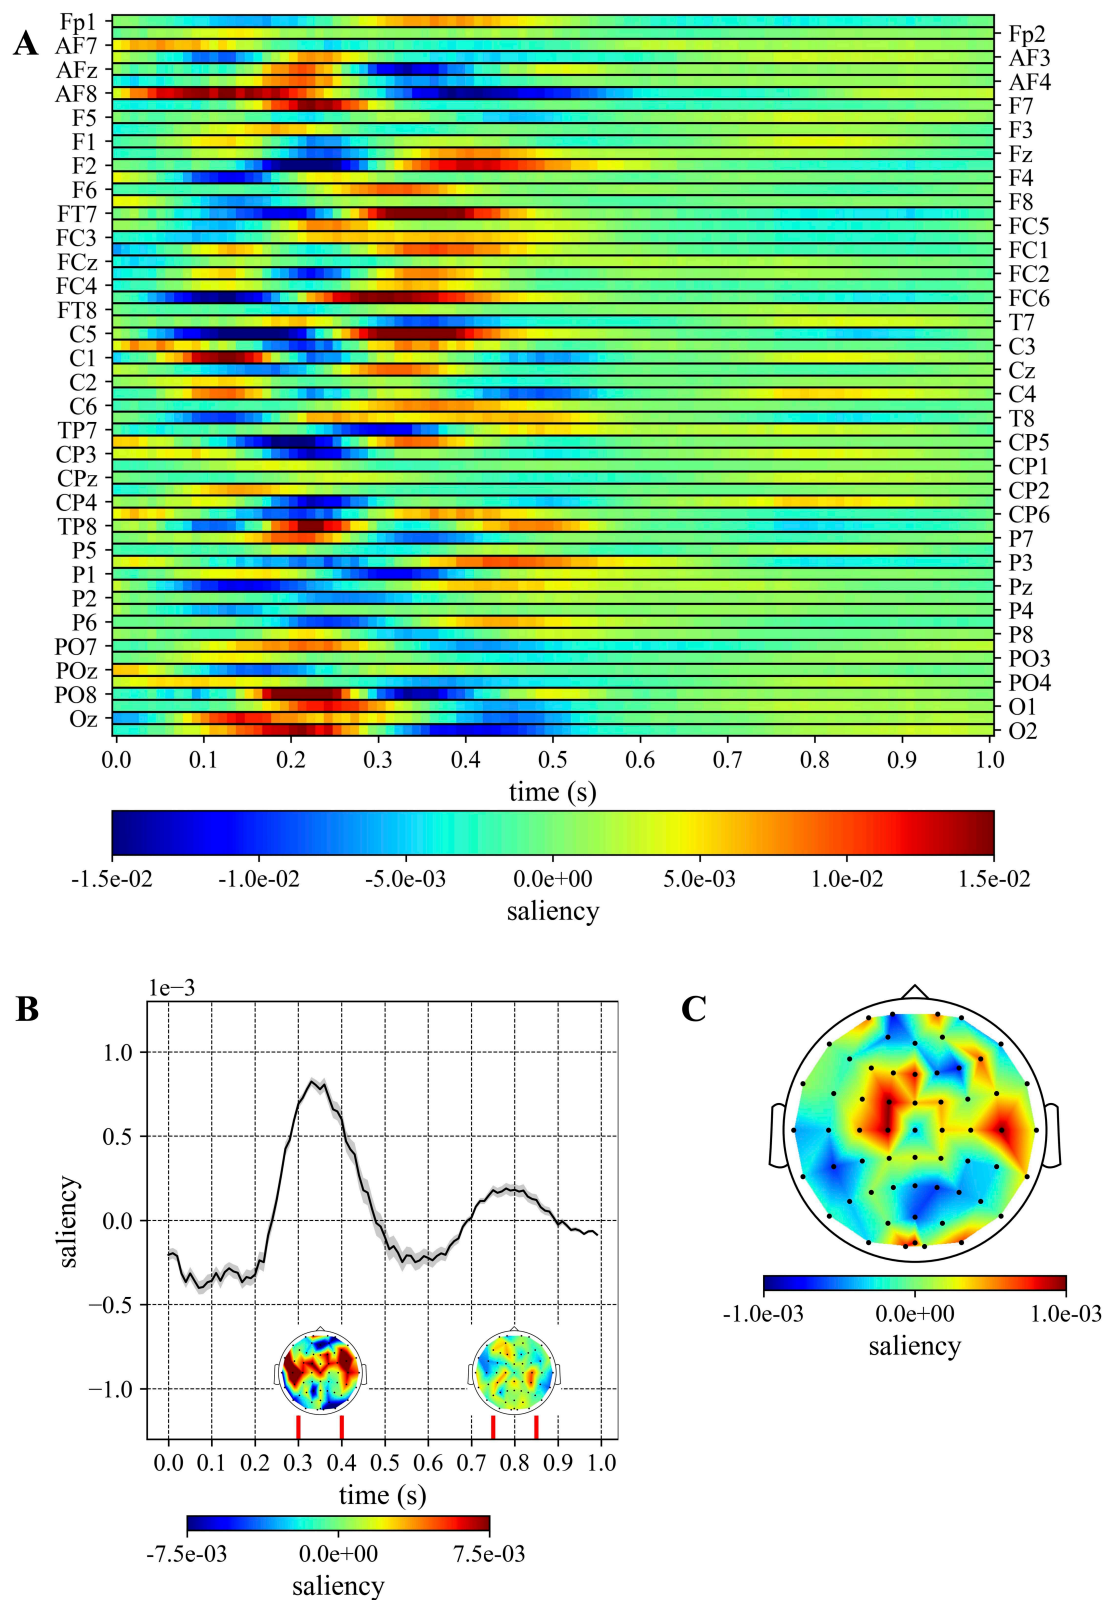 A
Fp1
Fp2
AF7
AF3
AFz
AF4
AF8
F7
F5
F3
F1
Fz
F2
F4
F6
F8
FT7
FC5
FC3
FC1
FCz
FC2
FC4
FC6
FT8
T7
C5
C3
C1
Cz
C2
C4
C6
T8
TP7
CP5
CP3
CP1
CPz
CP2
CP4
CP6
TP8
P7
P5
P3
P1
Pz
P2
P4
P6
P8
PO7
PO3
POz
PO4
PO8
O1
Oz
O2
0.0 0.1 0.2 0.3 0.4 0.5 0.6 0.7 0.8 0.9 1.0
time (s)
-1.5e-02 -1.0e-02 -5.0e-03 0.0e+00 5.0e-03 1.0e-02 1.5e-02
saliency
B
1e−3
1.0
0.5
0.0
−0.5
−1.0
saliency
0.0 0.1 0.2 0.3 0.4 0.5 0.6 0.7 0.8 0.9 1.0
time (s)
-7.5e-03 0.0e+00 7.5e-03
saliency
C
-1.0e-03 0.0e+00 1.0e-03
saliency